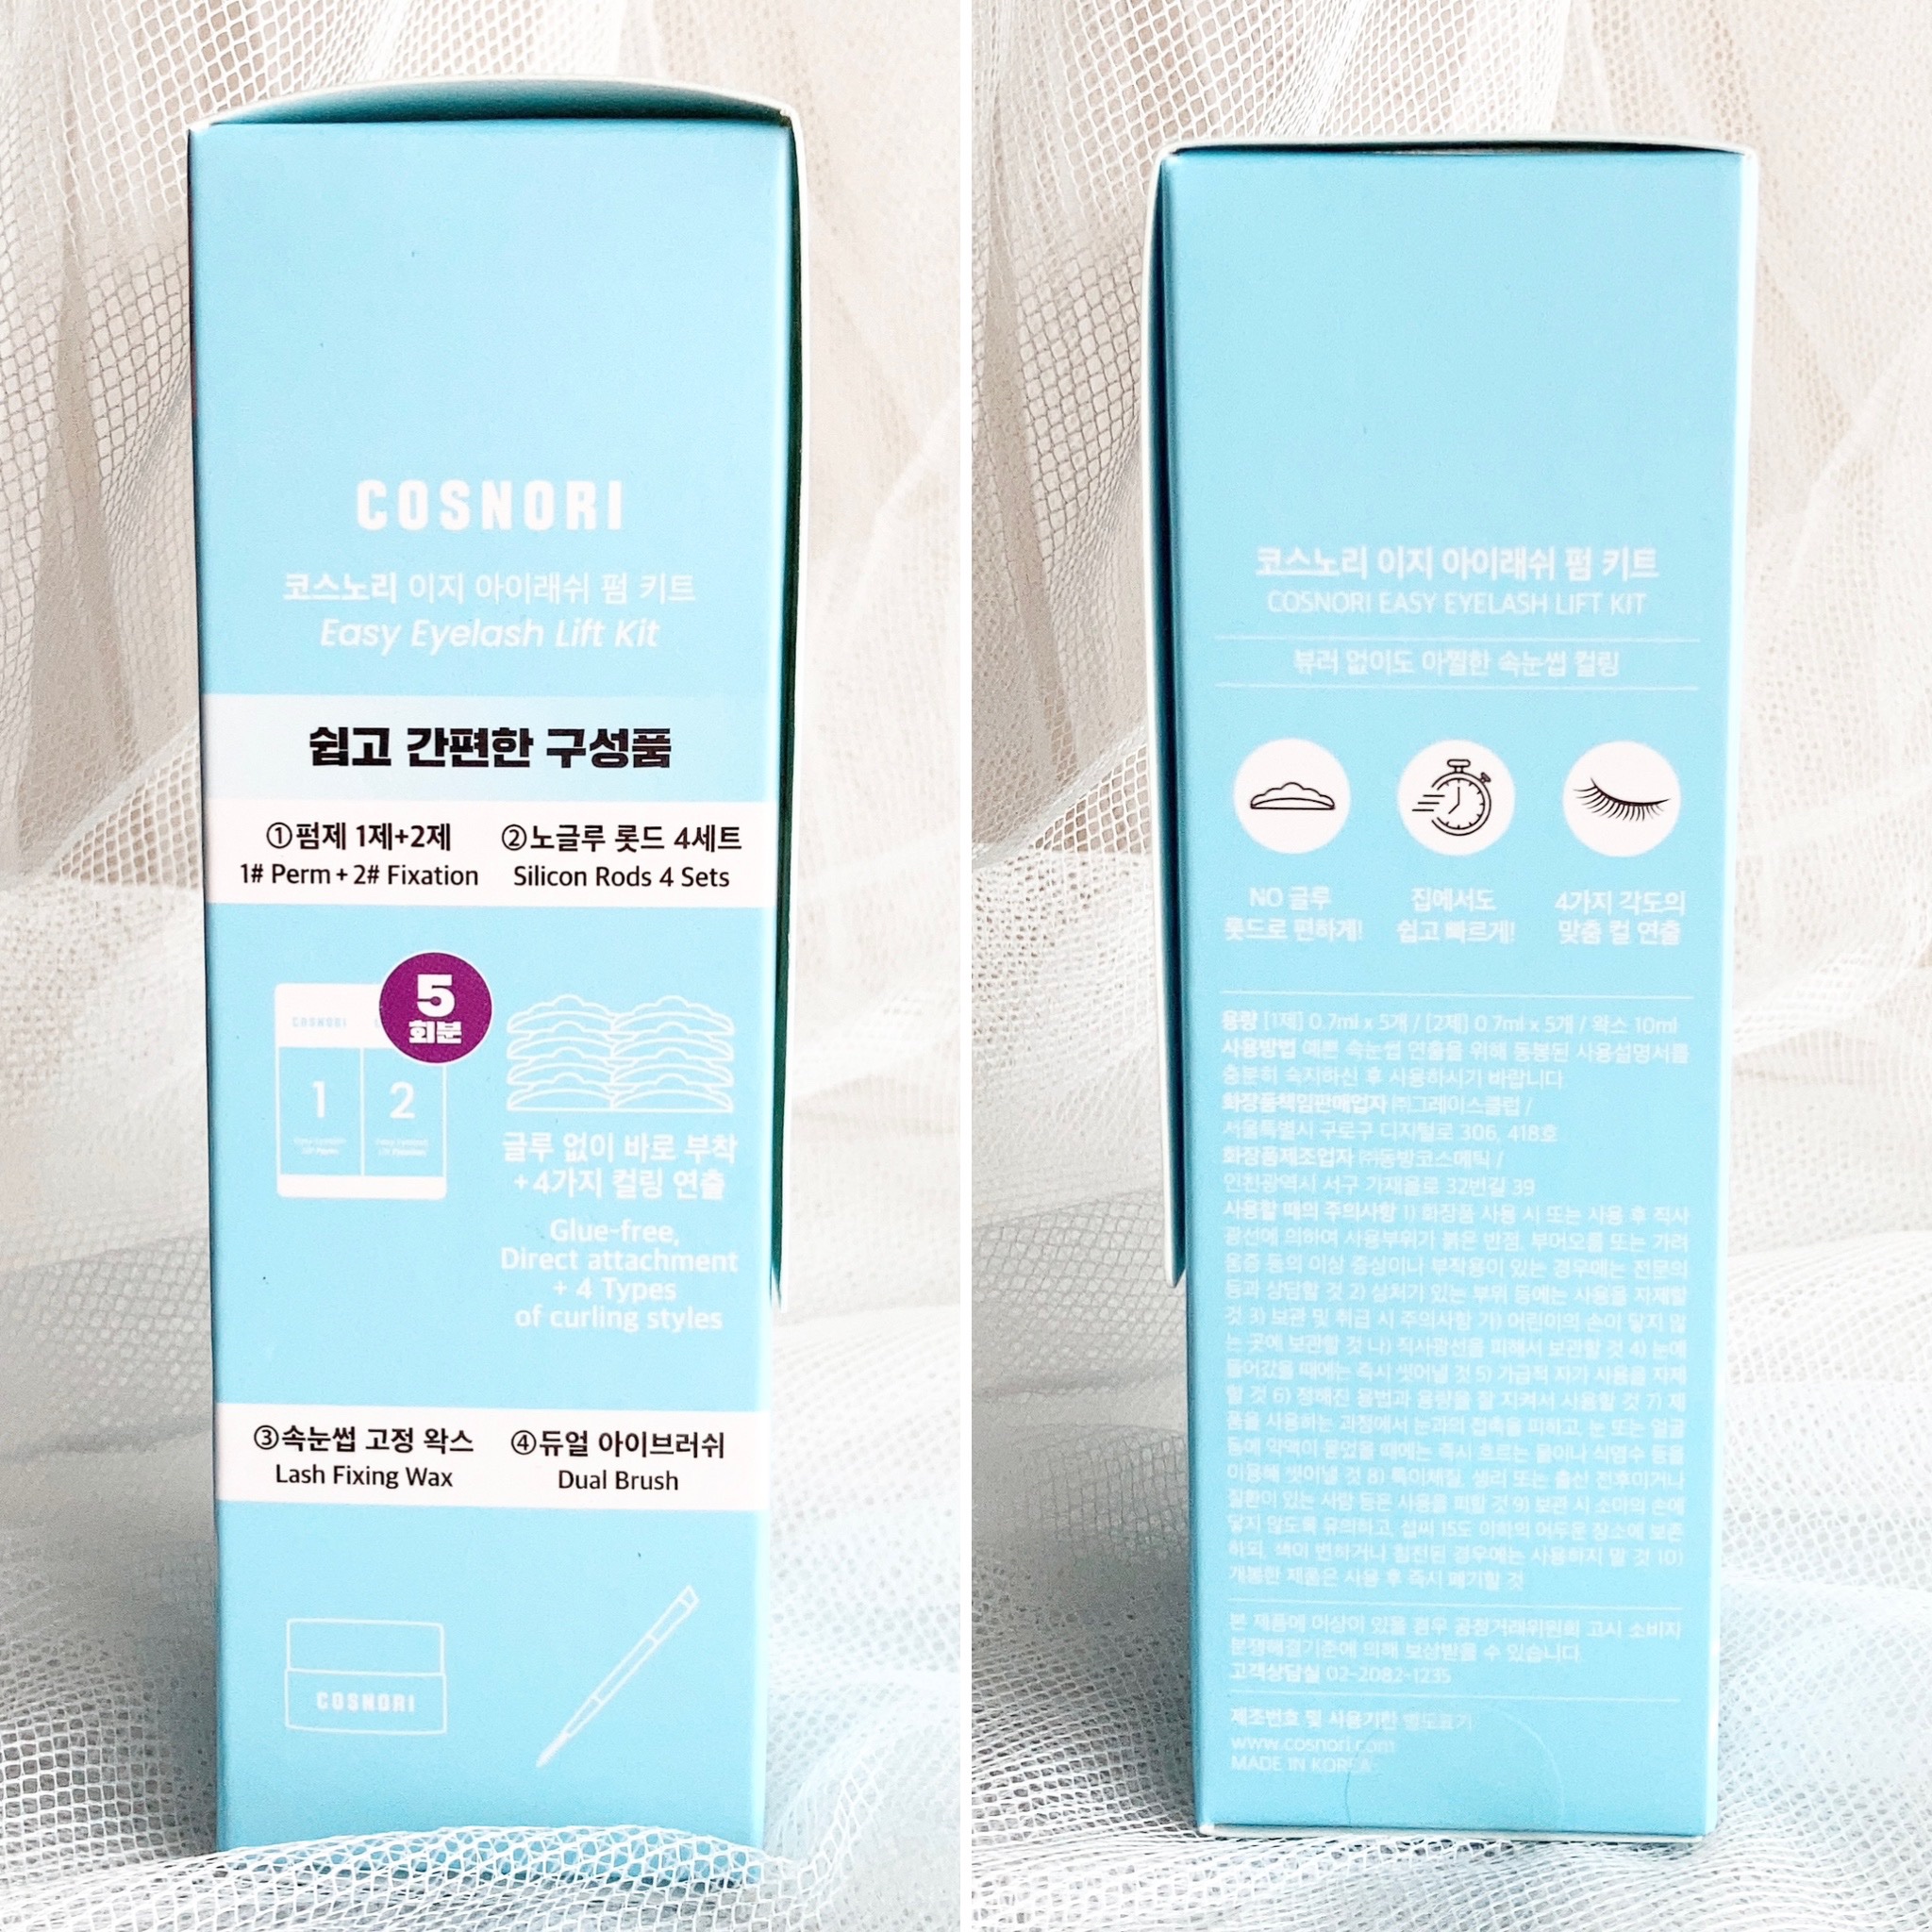 COSNORI
코스노리 이지 아이래쉬 펌 키트
Easy Eyelash Lift Kit
쉽고 간편한 구성품
①펌제 1제+2제
1# Perm + 2# Fixation
②노글루 롯드 4세트
Silicon Rods 4 Sets
5
회분
COSNORI
1
2
글루 없이 바로 부착
+4가지 컬링 연출
Glue-free,
Direct attachment
+ 4 Types
of curling styles
③속눈썹 고정 왁스
Lash Fixing Wax
④듀얼 아이브러쉬
Dual Brush
COSNORI
코스노리 이지 아이래쉬 펌 키트
COSNORI EASY EYELASH LIFT KIT
뷰러 없이도 아찔한 속눈썹 컬링
NO 글루
롯드로 편하게!
집에서도
쉽고 빠르게!
4가지 각도의
맞춤 컬 연출
용량 [1제] 0.7ml x 5개 / [2제] 0.7ml x 5개 / 왁스 10ml
사용방법 예쁜 속눈썹 연출을 위해 동봉된 사용설명서를
충분히 숙지하신 후 사용하시기 바랍니다
화장품책임판매업자 ㈜그레이스클럽 /
서울특별시 구로구 디지털로 306, 418호
화장품제조업자 ㈜동방코스메틱 /
인천광역시 서구 가재울로 32번길 39
사용할 때의 주의사항 1) 화장품 사용 시 또는 사용 후 직사
광선에 의하여 사용부위가 붉은 반점, 부어오름 또는 가려
움증 등의 이상 증상이나 부작용이 있는 경우에는 전문의
등과 상담할 것 2) 상처가 있는 부위 등에는 사용을 자제할
것 3) 보관 및 취급 시 주의사항 가) 어린이의 손이 닿지 않
는 곳에 보관할 것 나) 직사광선을 피해서 보관할 것 4) 눈에
들어갔을 때에는 즉시 씻어낼 것 5) 가급적 자가 사용을 자제
할 것 6) 정해진 용법과 용량을 잘 지켜서 사용할 것 7) 제
품을 사용하는 과정에서 눈과의 접촉을 피하고, 눈 또는 얼굴
등에 약액이 묻었을 때에는 즉시 흐르는 물이나 식염수 등을
이용해 씻어낼 것 8) 특이체질, 생리 또는 출산 전후이거나
질환이 있는 사람 등은 사용을 피할 것 9) 보관 시 소아의 손에
닿지 않도록 유의하고, 섭씨 15도 이하의 어두운 장소에 보존
하되, 색이 변하거나 침전된 경우에는 사용하지 말 것 10)
개봉한 제품은 사용 후 즉시 폐기할 것
본 제품에 이상이 있을 경우 공정거래위원회 고시 소비자
분쟁해결기준에 의해 보상받을 수 있습니다.
고객상담실 02-2082-1235
제조번호 및 사용기한 별도표기
www.cosnori.com
MADE IN KOREA